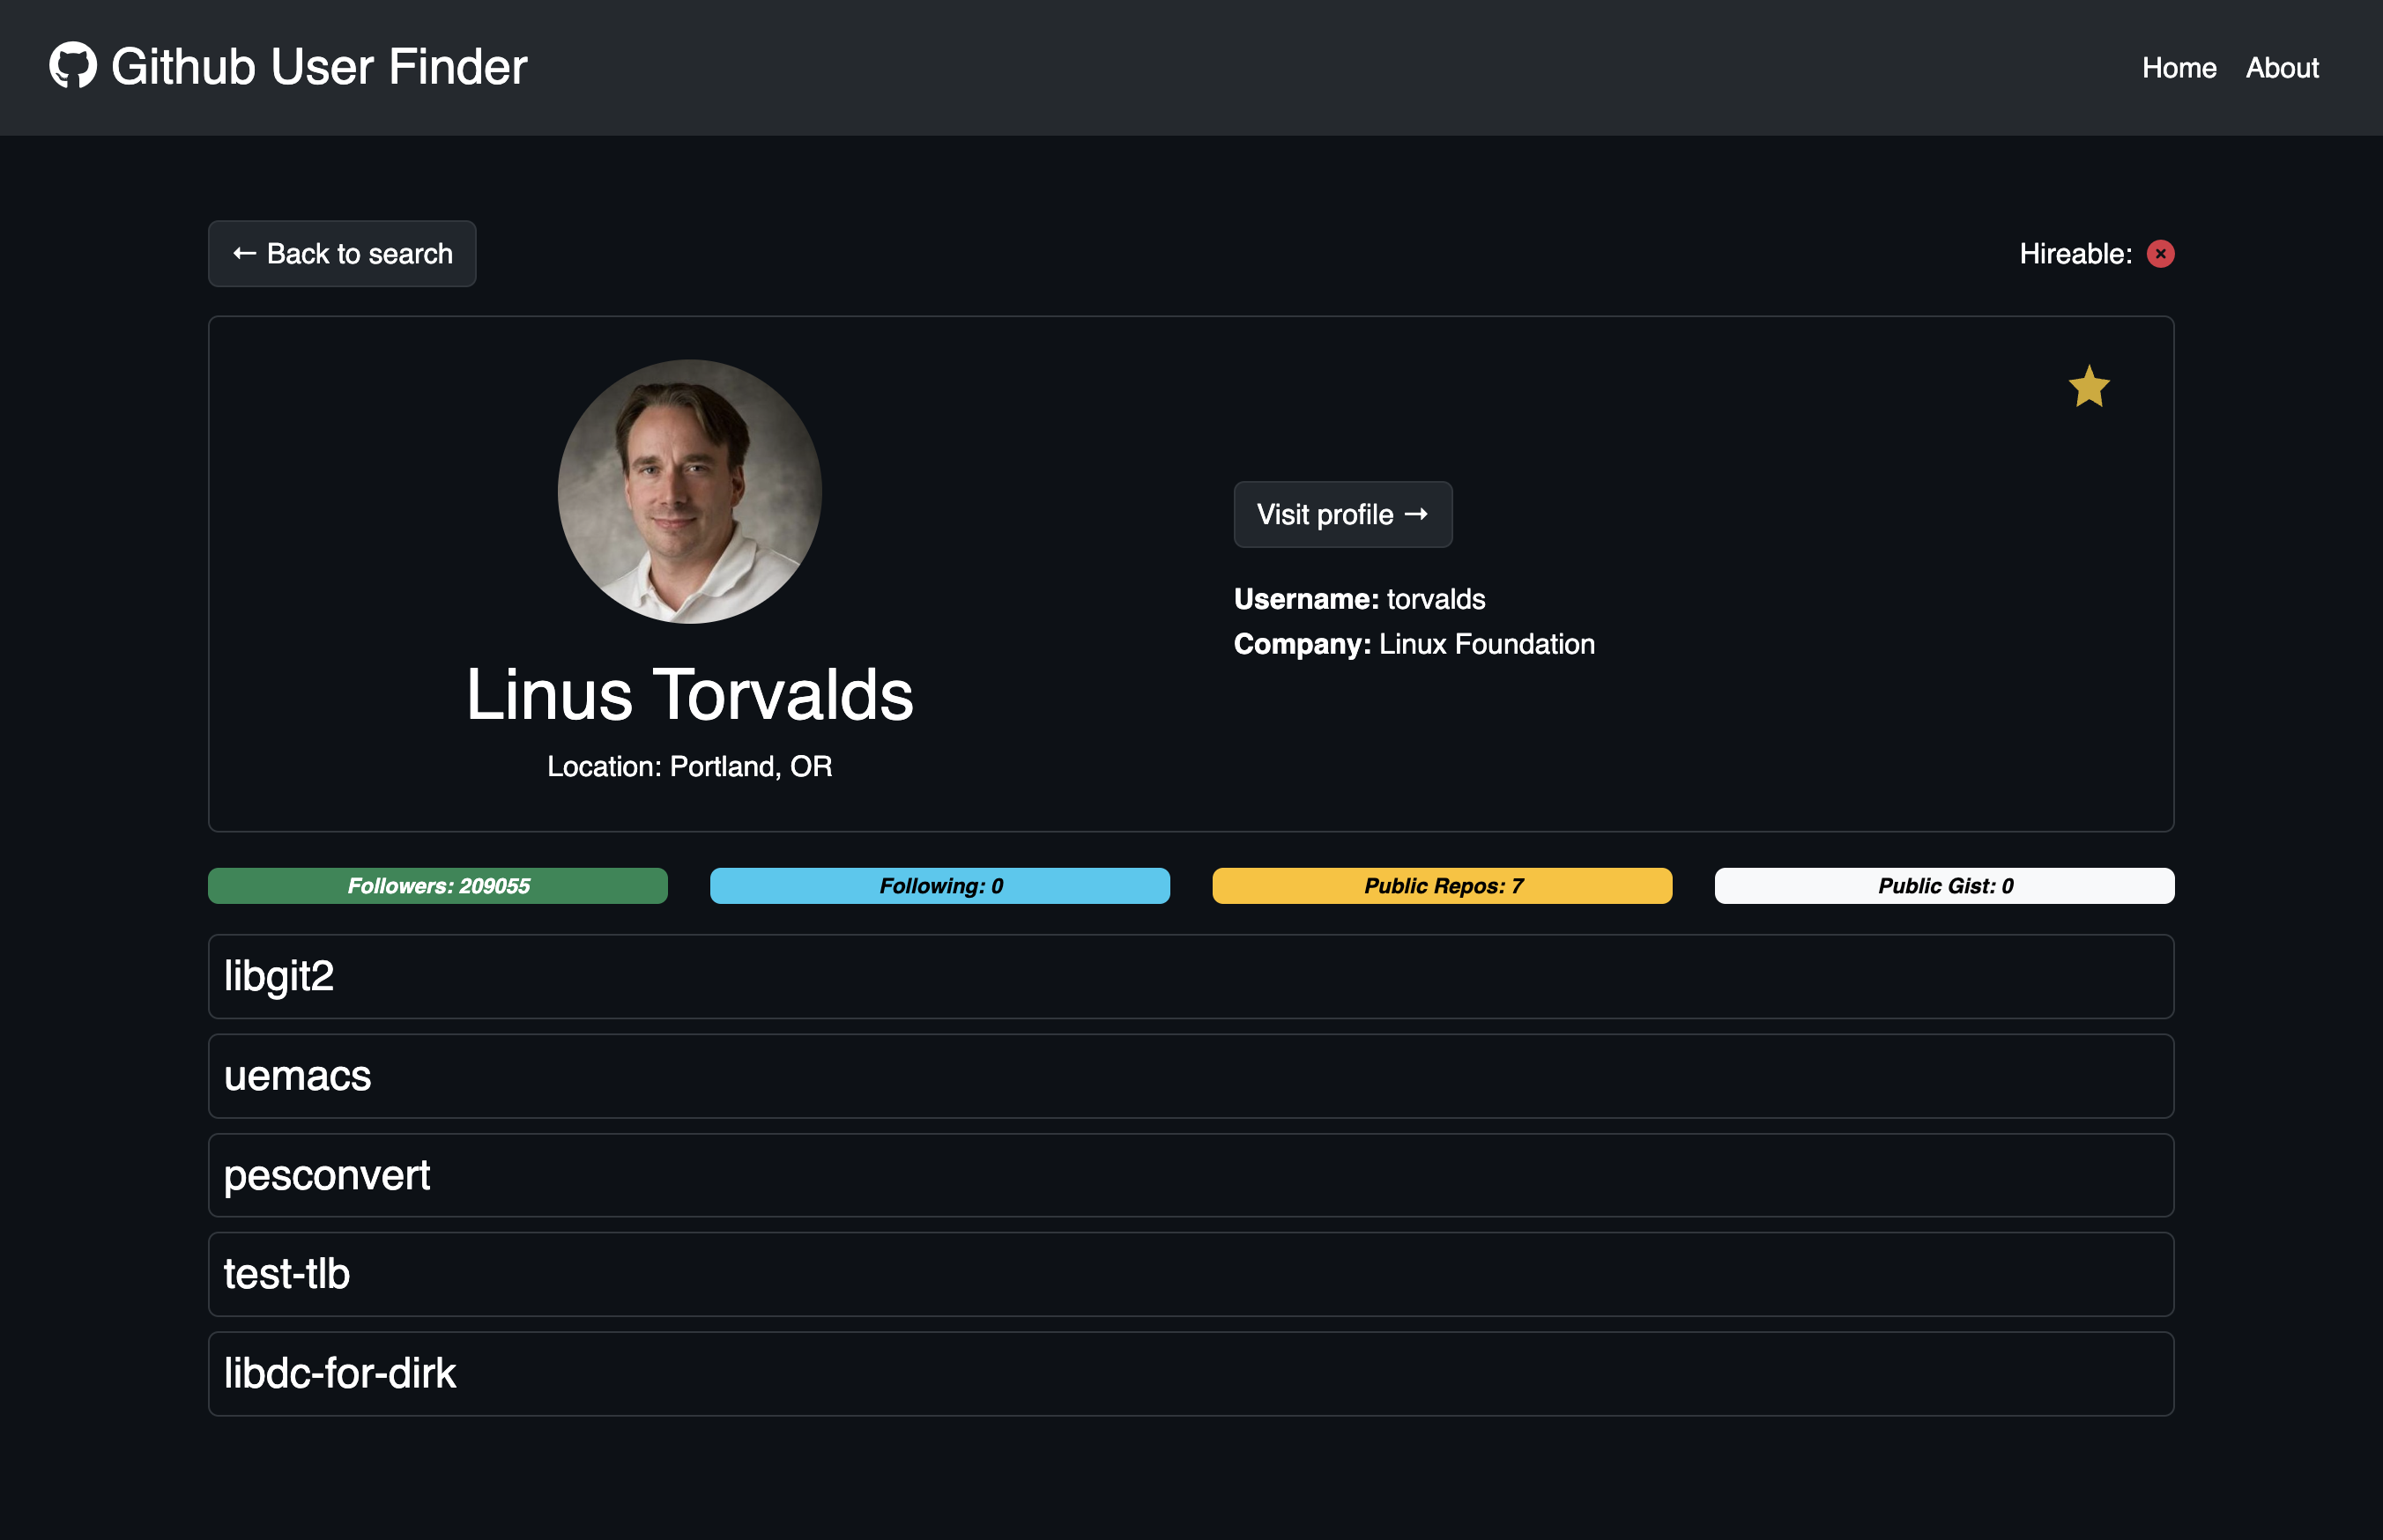 Github User Finder
Home About
← Back to search
Hireable:
Visit profile →
Username: torvalds
Company: Linux Foundation
Linus Torvalds
Location: Portland, OR
Followers: 209055
Following: 0
Public Repos: 7
Public Gist: 0
libgit2
uemacs
pesconvert
test-tlb
libdc-for-dirk